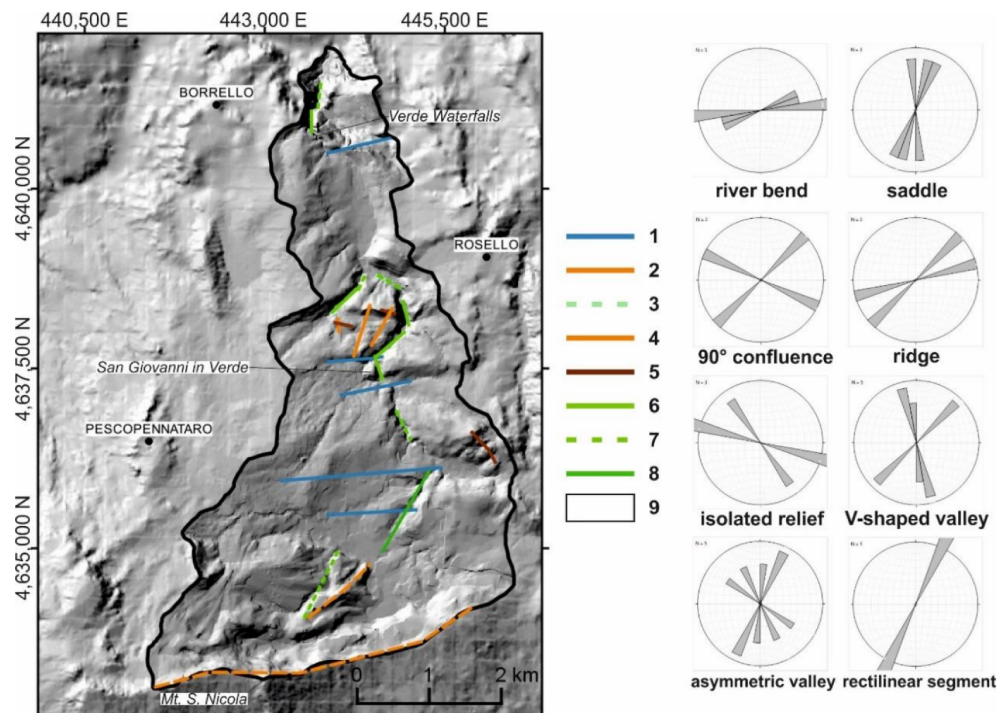 440,500 E
443,000 E
445,500 E
4,640,000 N
4,637,500 N
4,635,000 N
BORRELLO
Verde Waterfalls
ROSELLO
San Giovanni in Verde
PESCOPENNATARO
Mt. S. Nicola
0 1 2 km
1
2
3
4
5
6
7
8
9
river bend
saddle
90° confluence
ridge
isolated relief
V-shaped valley
asymmetric valley
rectilinear segment